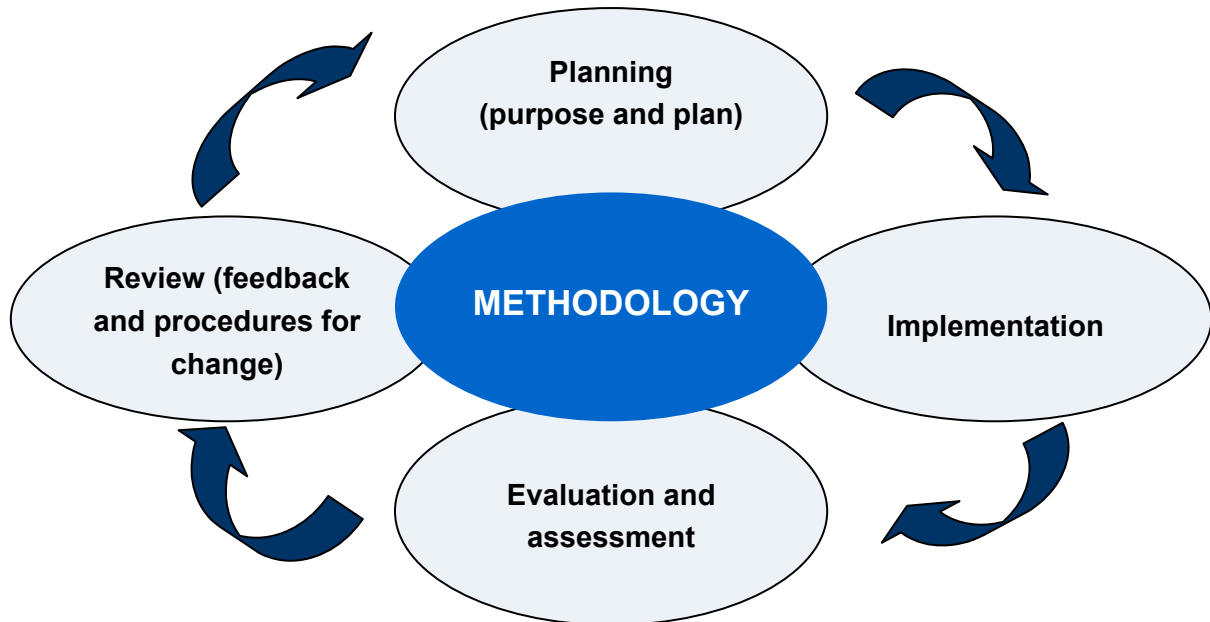 Planning
(purpose and plan)
Review (feedback
and procedures for
change)
METHODOLOGY
Implementation
Evaluation and
assessment